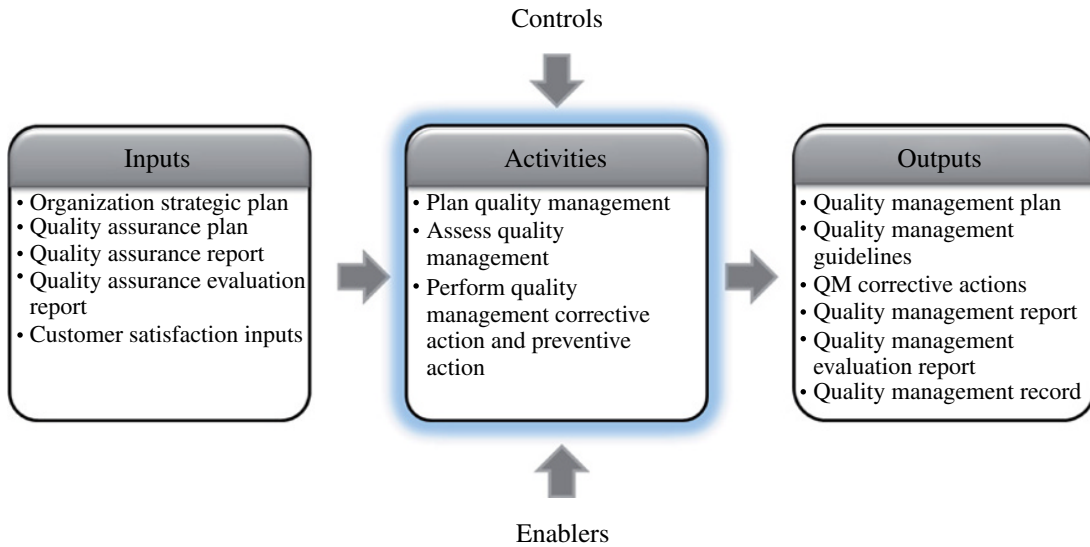 Controls
Inputs
• Organization strategic plan
• Quality assurance plan
• Quality assurance report
• Quality assurance evaluation
report
• Customer satisfaction inputs
Activities
• Plan quality management
• Assess quality
management
• Perform quality
management corrective
action and preventive
action
Outputs
• Quality management plan
• Quality management
guidelines
• QM corrective actions
• Quality management report
• Quality management
evaluation report
• Quality management record
Enablers